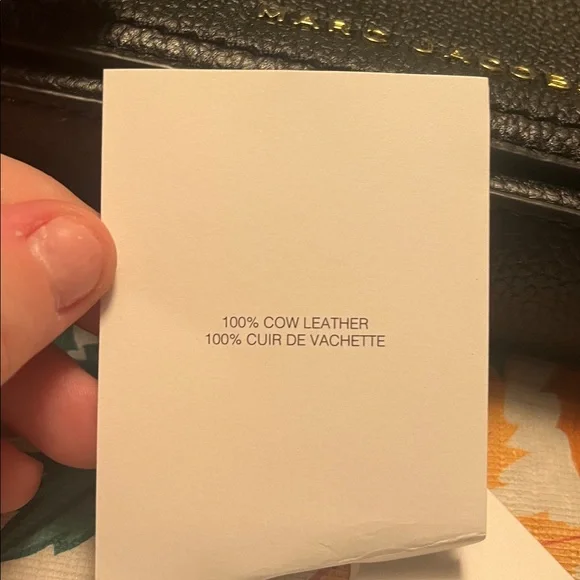 MARC JACOBS
100% COW LEATHER
100% CUIR DE VACHETTE